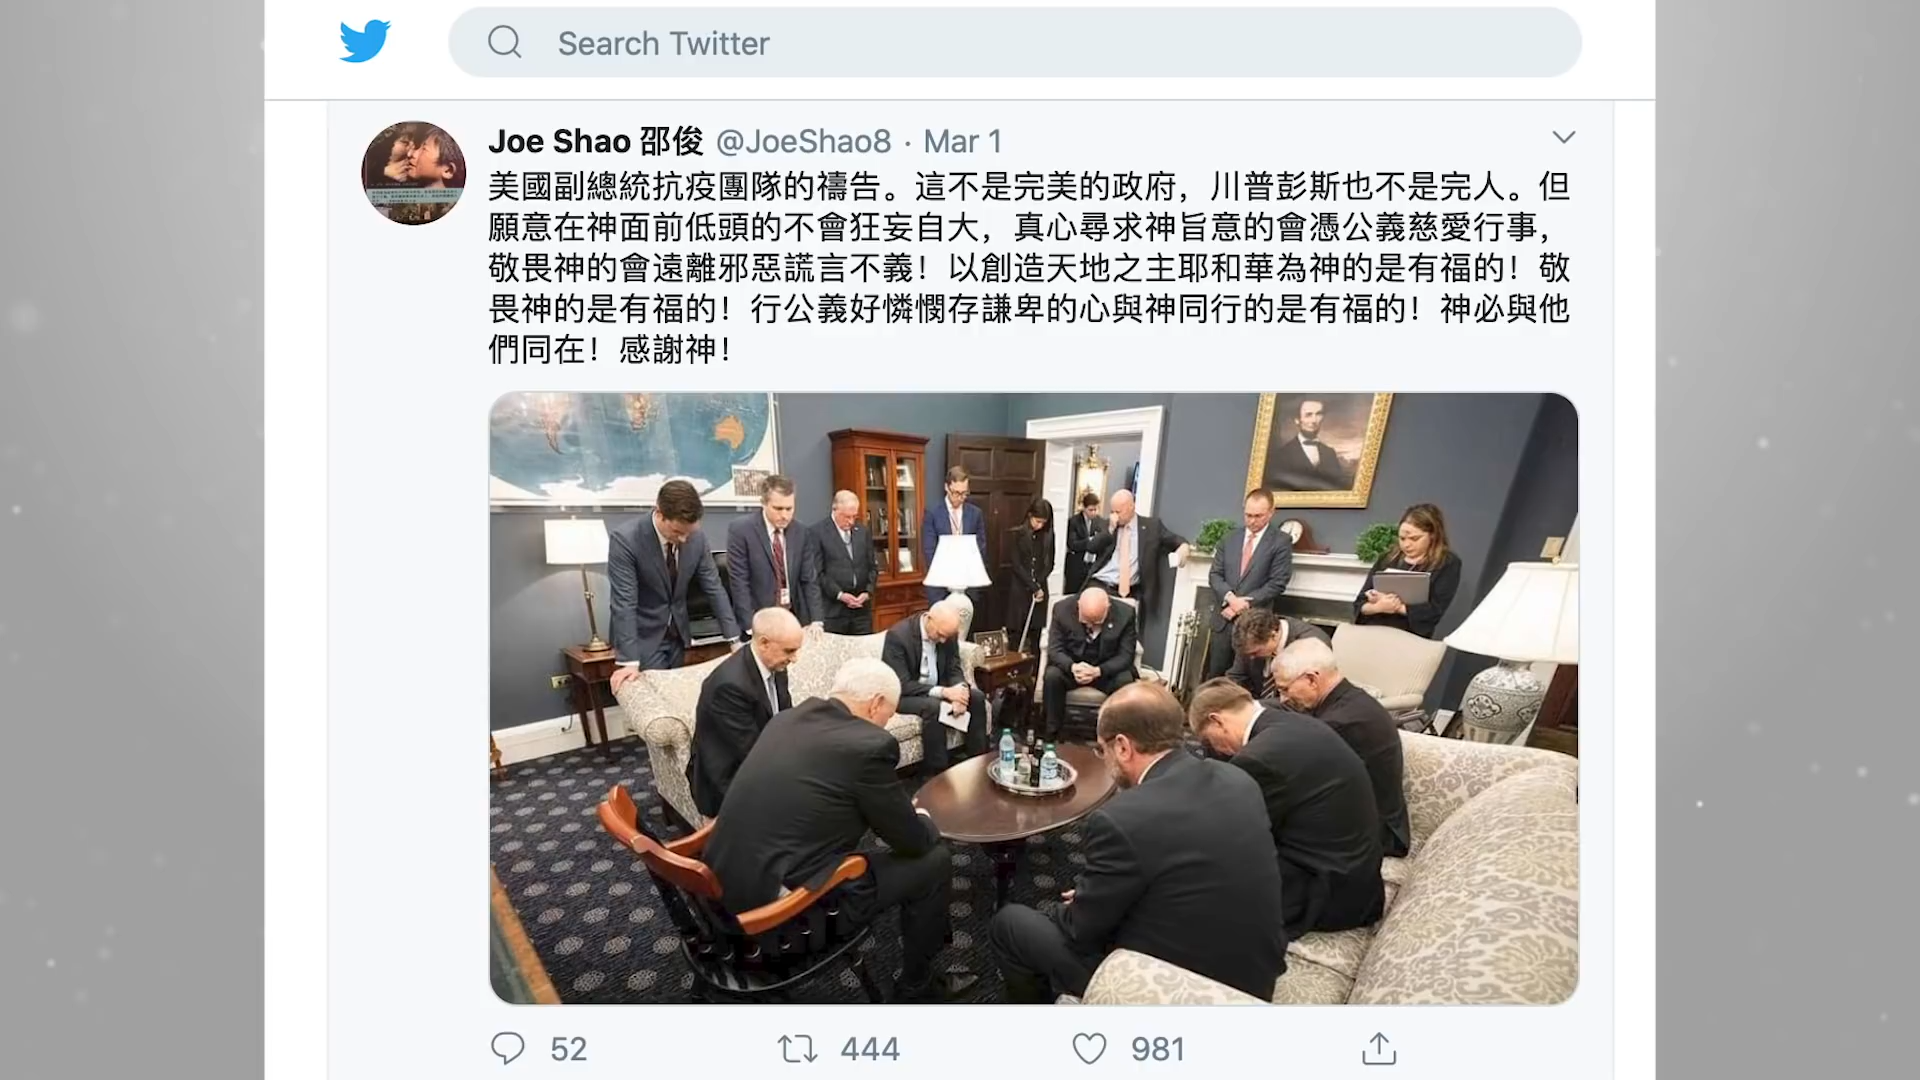 Search Twitter
Joe Shao 邵俊 @JoeShao8 · Mar 1
美國副總統抗疫團隊的禱告。這不是完美的政府，川普彭斯也不是完人。但
願意在神面前低頭的不會狂妄自大，真心尋求神旨意的會憑公義慈愛行事，
敬畏神的會遠離邪惡謊言不義！以創造天地之主耶和華為神的是有福的！敬
畏神的是有福的！行公義好憐憫存謙卑的心與神同行的是有福的！神必與他
們同在！感謝神！
52
444
981